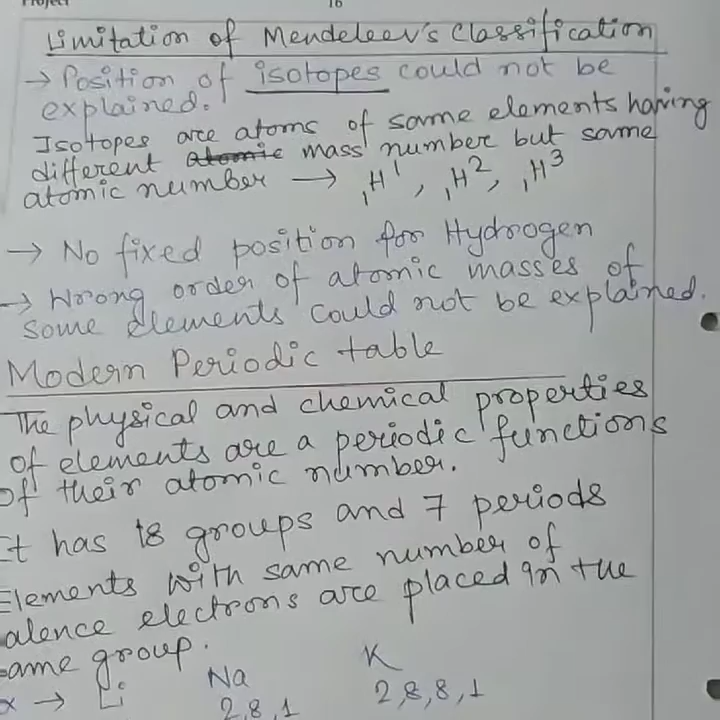 Project 16
Limitation of Mendeleev's Classification
→ Position of isotopes could not be
explained.
Isotopes are atoms of same elements having
different atomic mass number but same
atomic number → ₁H¹, ₁H², ₁H³
→ No fixed position for Hydrogen
→ Wrong order of atomic masses of
some elements could not be explained.
Modern Periodic table
The physical and chemical properties
of elements are a periodic functions
of their atomic number.
It has 18 groups and 7 periods
Elements with same number of
alence electrons are placed in the
ame group.
x → Li Na K
2,8,1 2,8,8,1